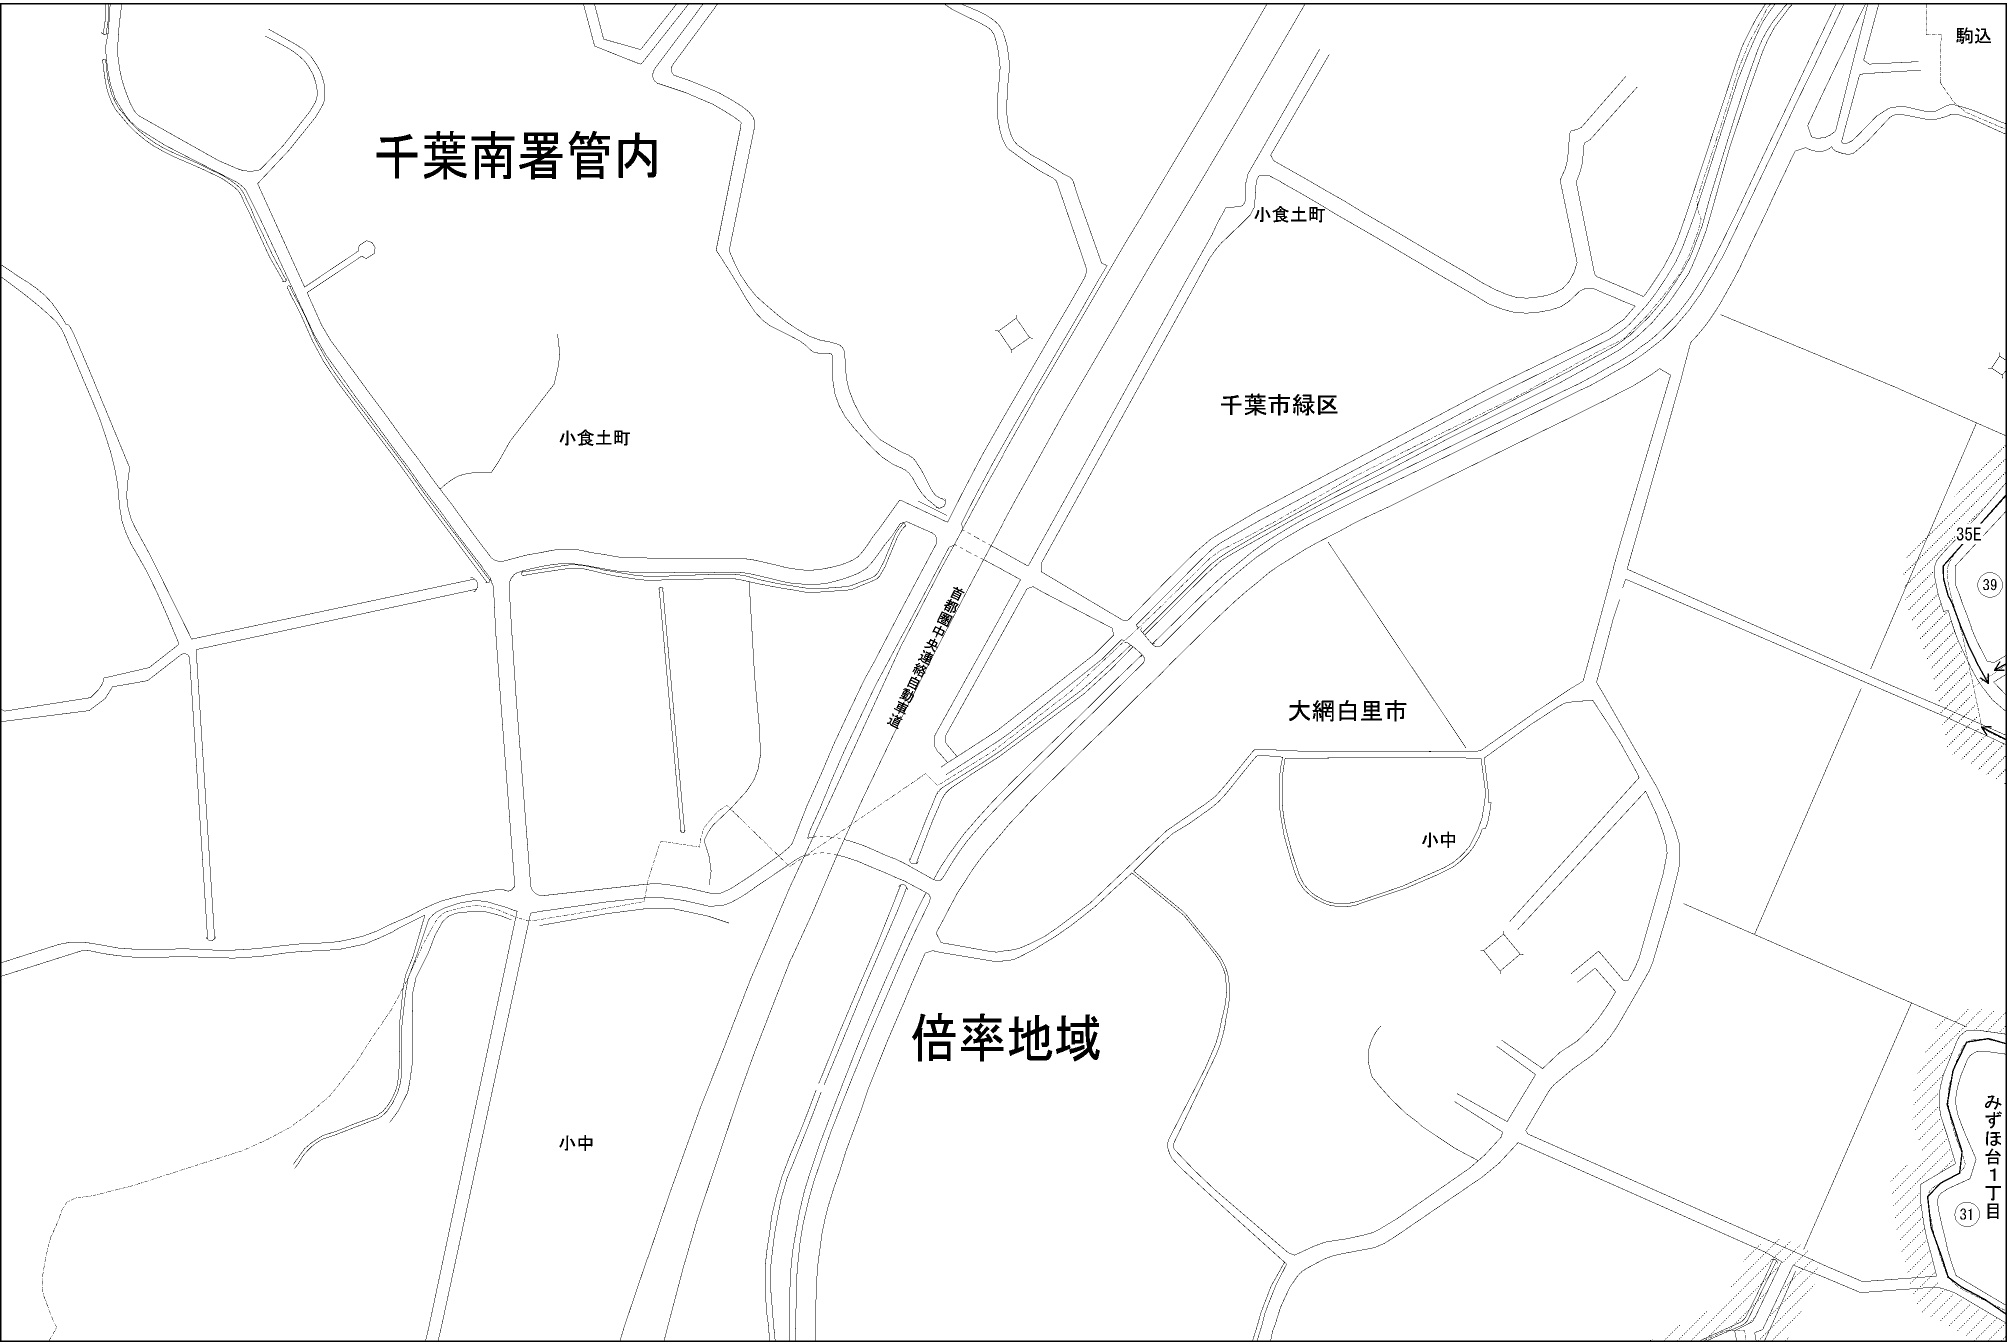 駒込
千葉南署管内
小食土町
千葉市緑区
小食土町
35E
39
首都圏中央連絡自動車道
大網白里市
小中
倍率地域
みずほ台1丁目
小中
31